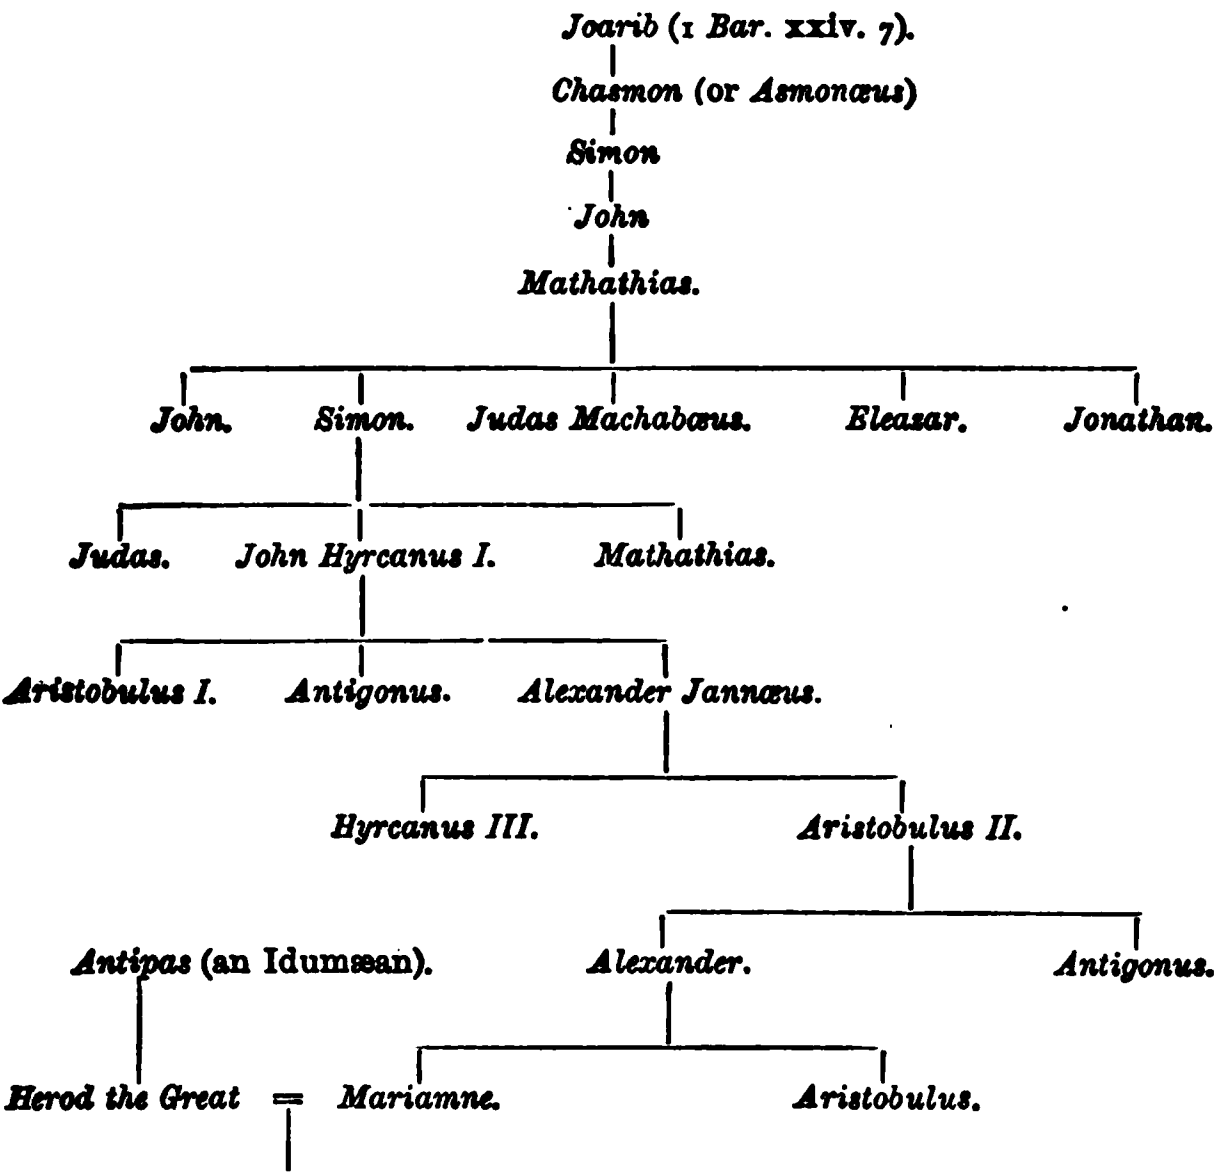 Joarib (1 Bar. xxiv. 7).
Chasmon (or Asmonæus)
Simon
John
Mathathias.
John. Simon. Judas Machabæus. Eleazar. Jonathan.
Judas. John Hyrcanus I. Mathathias.
Aristobulus I. Antigonus. Alexander Jannæus.
Hyrcanus III. Aristobulus II.
Antipas (an Idumæan). Alexander. Antigonus.
Herod the Great = Mariamne. Aristobulus.